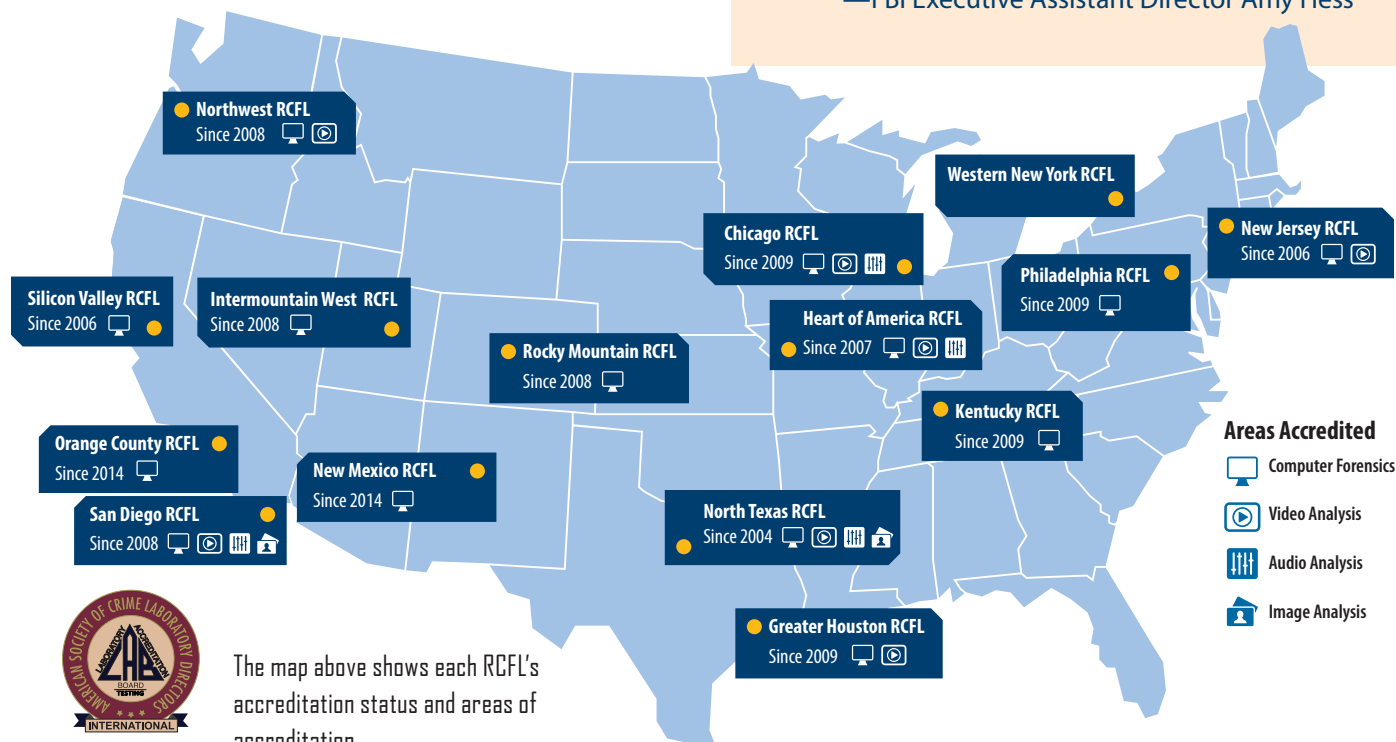 —FBI Executive Assistant Director Amy Hess
Northwest RCFL
Since 2008
Western New York RCFL
Chicago RCFL
Since 2009
New Jersey RCFL
Since 2006
Philadelphia RCFL
Since 2009
Silicon Valley RCFL
Since 2006
Intermountain West RCFL
Since 2008
Heart of America RCFL
Since 2007
Rocky Mountain RCFL
Since 2008
Kentucky RCFL
Since 2009
Orange County RCFL
Since 2014
New Mexico RCFL
Since 2014
San Diego RCFL
Since 2008
North Texas RCFL
Since 2004
Greater Houston RCFL
Since 2009
Areas Accredited
Computer Forensics
Video Analysis
Audio Analysis
Image Analysis
AMERICAN SOCIETY OF CRIME LABORATORY DIRECTORS
LABORATORY ACCREDITATION
LAB
BOARD
TESTING
INTERNATIONAL
The map above shows each RCFL's
accreditation status and areas of
accreditation